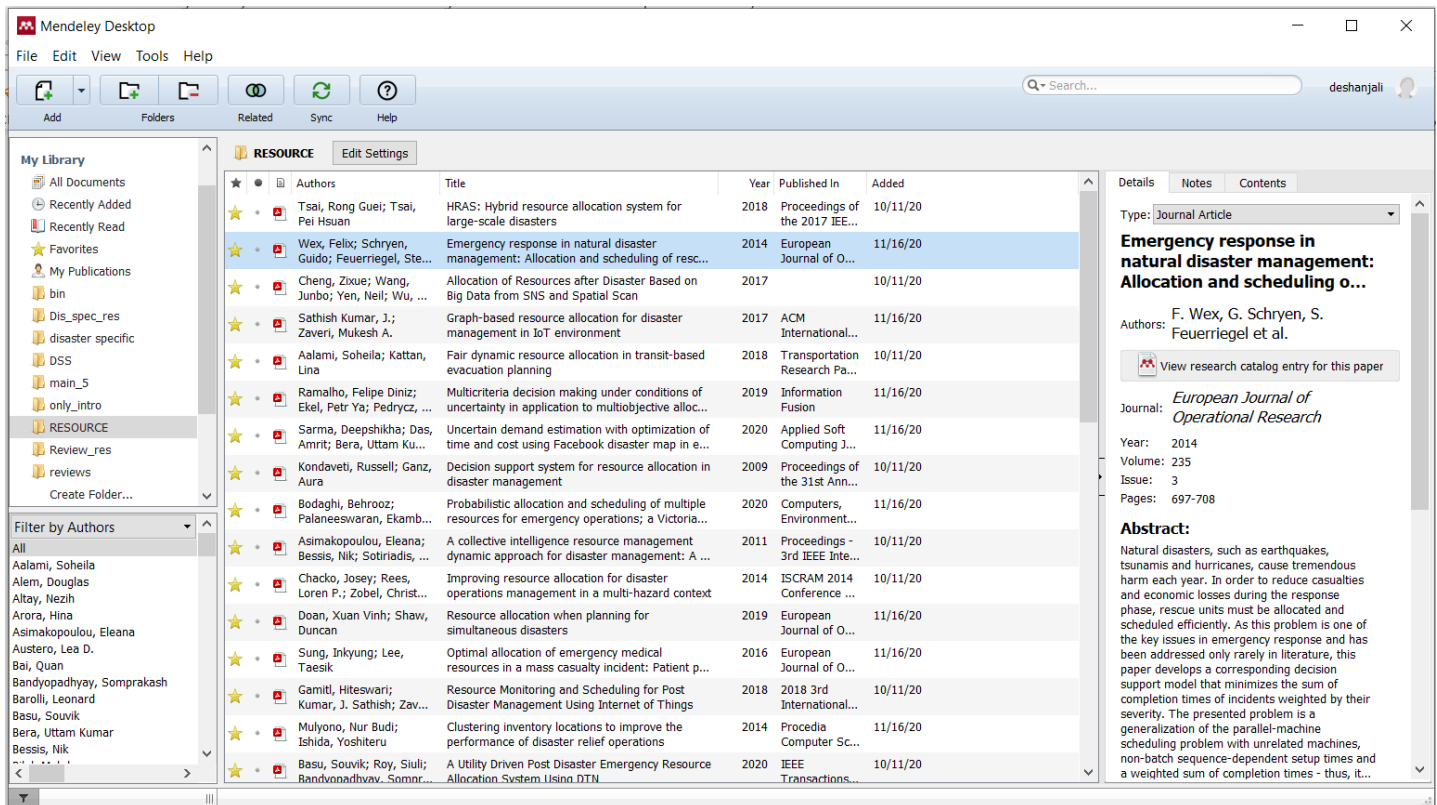 Mendeley Desktop
File Edit View Tools Help
Search...
deshanjali
Add Folders Related Sync Help
My Library
All Documents
Recently Added
Recently Read
Favorites
My Publications
bin
Dis_spec_res
disaster specific
DSS
main_5
only_intro
RESOURCE
Review_res
reviews
Create Folder...
Filter by Authors
All
Aalami, Soheila
Alem, Douglas
Altay, Nezih
Arora, Hina
Asimakopoulou, Eleana
Austero, Lea D.
Bai, Quan
Bandyopadhyay, Somprakash
Barolli, Leonard
Basu, Souvik
Bera, Uttam Kumar
Bessis, Nik
RESOURCE Edit Settings
Authors Title Year Published In Added
Tsai, Rong Guei; Tsai, HRAS: Hybrid resource allocation system for 2018 Proceedings of 10/11/20
Pei Hsuan large-scale disasters the 2017 IEE...
Wex, Felix; Schryen, Emergency response in natural disaster 2014 European 11/16/20
Guido; Feuerriegel, Ste... management: Allocation and scheduling of resc... Journal of O...
Cheng, Zixue; Wang, Allocation of Resources after Disaster Based on 2017 10/11/20
Junbo; Yen, Neil; Wu, ... Big Data from SNS and Spatial Scan
Sathish Kumar, J.; Graph-based resource allocation for disaster 2017 ACM 11/16/20
Zaveri, Mukesh A. management in IoT environment International...
Aalami, Soheila; Kattan, Fair dynamic resource allocation in transit-based 2018 Transportation 10/11/20
Lina evacuation planning Research Pa...
Ramalho, Felipe Diniz; Multicriteria decision making under conditions of 2019 Information 11/16/20
Ekel, Petr Ya; Pedrycz, ... uncertainty in application to multiobjective alloc... Fusion
Sarma, Deepshikha; Das, Uncertain demand estimation with optimization of 2020 Applied Soft 11/16/20
Amrit; Bera, Uttam Ku... time and cost using Facebook disaster map in e... Computing J...
Kondaveti, Russell; Ganz, Decision support system for resource allocation in 2009 Proceedings of 10/11/20
Aura disaster management the 31st Ann...
Bodaghi, Behrooz; Probabilistic allocation and scheduling of multiple 2020 Computers, 11/16/20
Palaneeswaran, Ekamb... resources for emergency operations; a Victoria... Environment...
Asimakopoulou, Eleana; A collective intelligence resource management 2011 Proceedings - 10/11/20
Bessis, Nik; Sotiriadis, ... dynamic approach for disaster management: A ... 3rd IEEE Inte...
Chacko, Josey; Rees, Improving resource allocation for disaster 2014 ISCRAM 2014 10/11/20
Loren P.; Zobel, Christ... operations management in a multi-hazard context Conference ...
Doan, Xuan Vinh; Shaw, Resource allocation when planning for 2019 European 11/16/20
Duncan simultaneous disasters Journal of O...
Sung, Inkyung; Lee, Optimal allocation of emergency medical 2016 European 11/16/20
Taesik resources in a mass casualty incident: Patient p... Journal of O...
Gamitl, Hiteswari; Resource Monitoring and Scheduling for Post 2018 2018 3rd 10/11/20
Kumar, J. Sathish; Zav... Disaster Management Using Internet of Things International...
Mulyono, Nur Budi; Clustering inventory locations to improve the 2014 Procedia 11/16/20
Ishida, Yoshiteru performance of disaster relief operations Computer Sc...
Basu, Souvik; Roy, Siuli; A Utility Driven Post Disaster Emergency Resource 2020 IEEE 10/11/20
Bandyopadhyay, Sompr... Allocation System Using DTN Transactions...
Details Notes Contents
Type: Journal Article
Emergency response in
natural disaster management:
Allocation and scheduling o...
Authors: F. Wex, G. Schryen, S.
Feuerriegel et al.
View research catalog entry for this paper
Journal: European Journal of
Operational Research
Year: 2014
Volume: 235
Issue: 3
Pages: 697-708
Abstract:
Natural disasters, such as earthquakes,
tsunamis and hurricanes, cause tremendous
harm each year. In order to reduce casualties
and economic losses during the response
phase, rescue units must be allocated and
scheduled efficiently. As this problem is one of
the key issues in emergency response and has
been addressed only rarely in literature, this
paper develops a corresponding decision
support model that minimizes the sum of
completion times of incidents weighted by their
severity. The presented problem is a
generalization of the parallel-machine
scheduling problem with unrelated machines,
non-batch sequence-dependent setup times and
a weighted sum of completion times - thus, it...